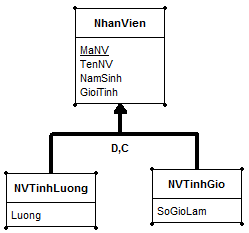 NhanVien
MaNV
TenNV
NamSinh
GioiTinh
D,C
NVTinhLuong
Luong
NVTinhGio
SoGioLam